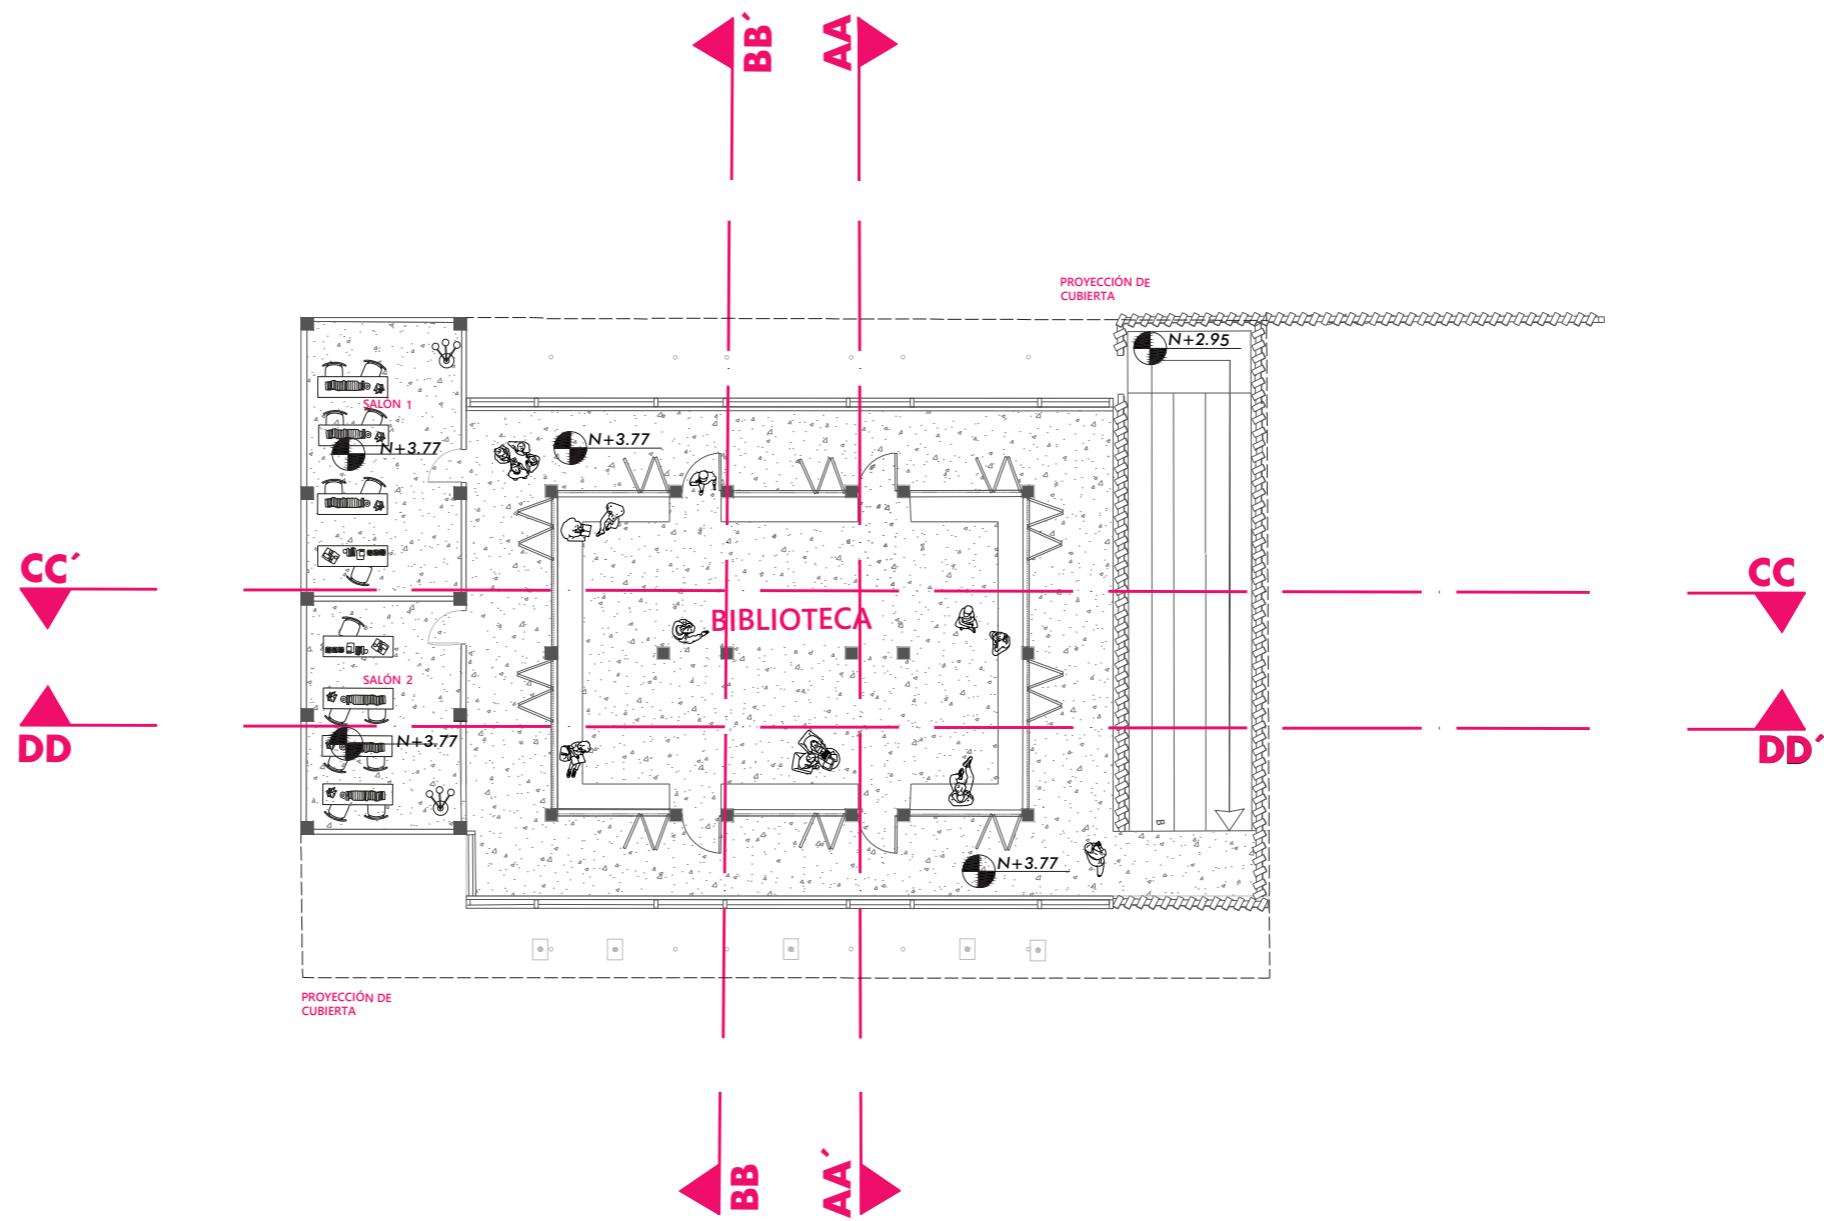 BB`
AA
PROYECCIÓN DE
CUBIERTA
N+2.95
SALÓN 1
N+3.77
N+3.77
CC´
CC
BIBLIOTECA
SALÓN 2
DD
N+3.77
DD´
B
N+3.77
PROYECCIÓN DE
CUBIERTA
BB
AA`